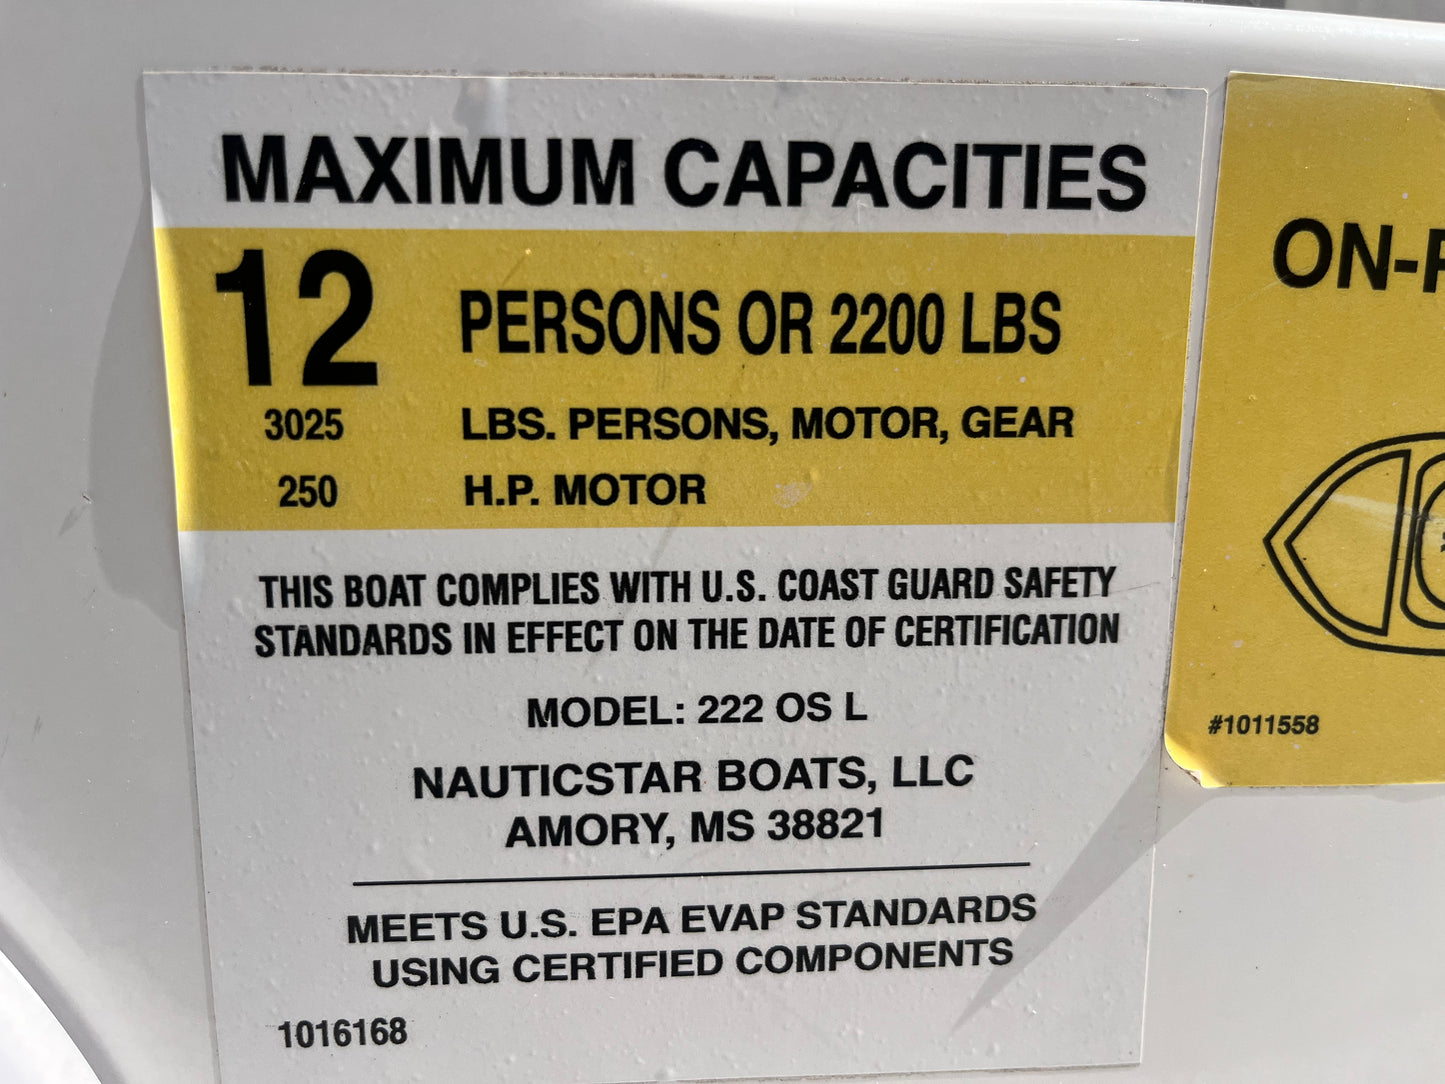 MAXIMUM CAPACITIES
12 PERSONS OR 2200 LBS
3025 LBS. PERSONS, MOTOR, GEAR
250 H.P. MOTOR
THIS BOAT COMPLIES WITH U.S. COAST GUARD SAFETY
STANDARDS IN EFFECT ON THE DATE OF CERTIFICATION
MODEL: 222 OS L
NAUTICSTAR BOATS, LLC
AMORY, MS 38821
MEETS U.S. EPA EVAP STANDARDS
USING CERTIFIED COMPONENTS
1016168
#1011558